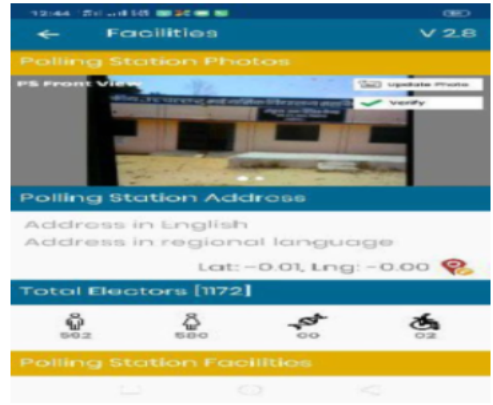 12:44
Facilities V 2.8
Polling Station Photos
PS Front View
Update Photo
Verify
Polling Station Address
Address in English
Address in regional language
Lat: -0.01, Lng: -0.00
Total Electors [1172]
592 580 00 02
Polling Station Facilities